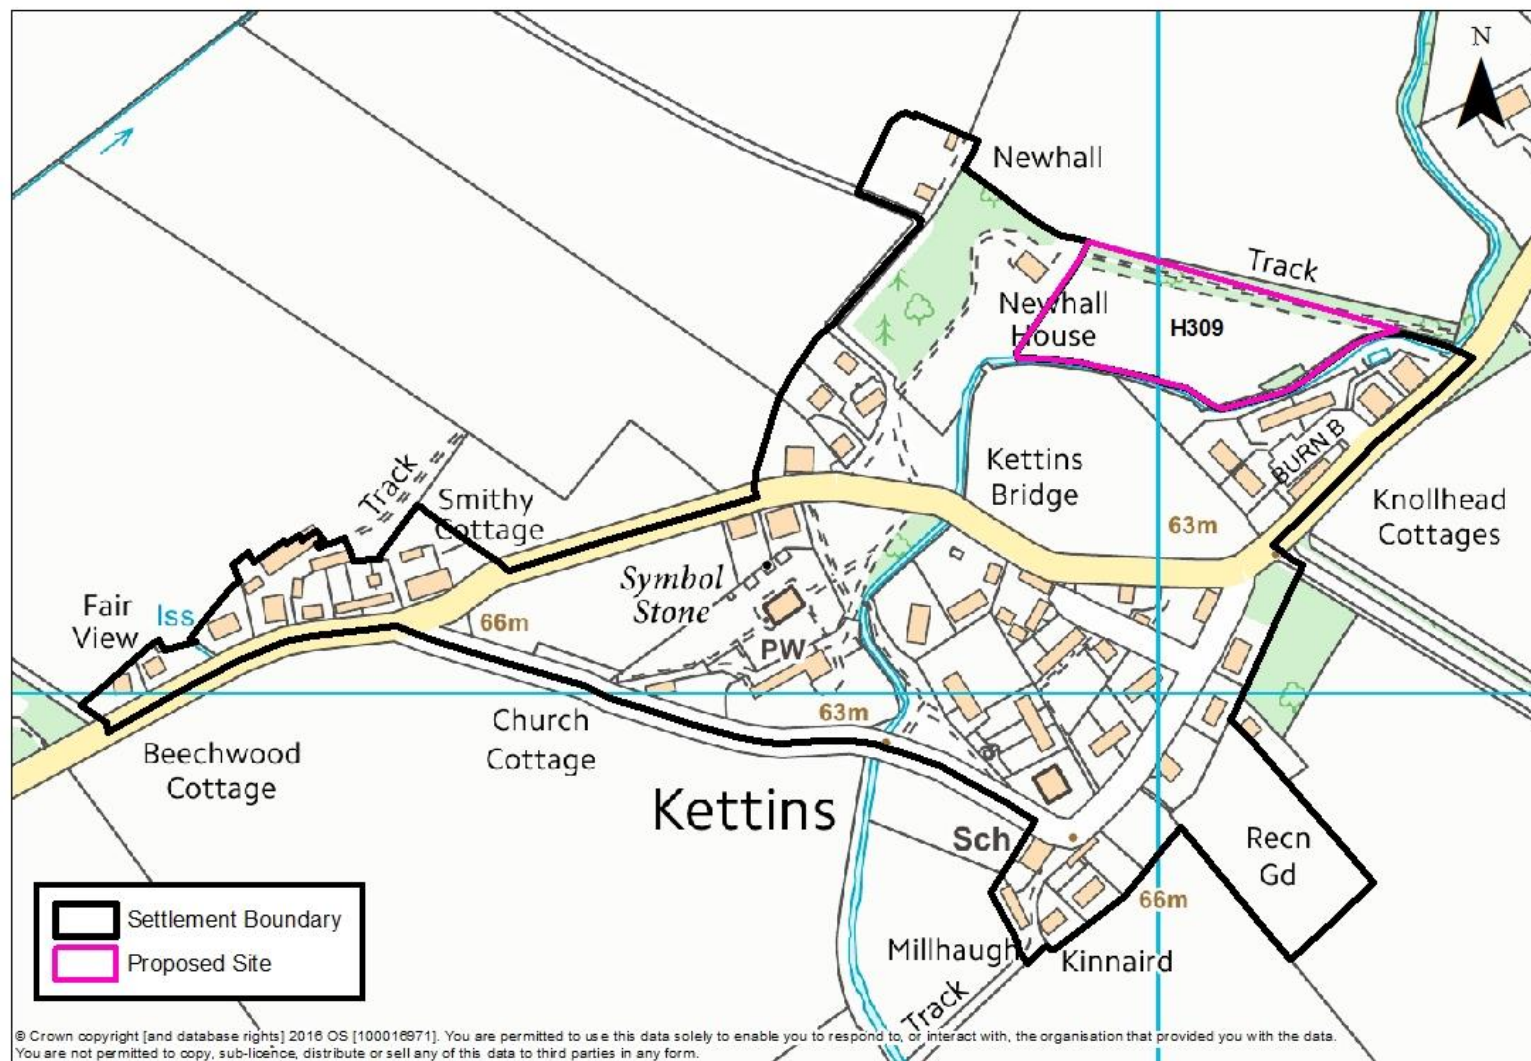 N
Newhall
Track
Newhall
House
H309
Kettins
Bridge
BURN B
Knollhead
Cottages
63m
Track
Smithy
Cottage
Symbol
Stone
PW
Fair
View
Iss
66m
63m
Church
Cottage
Beechwood
Cottage
Kettins
Sch
Recn
Gd
66m
Millhaugh
Kinnaird
Track
Settlement Boundary
Proposed Site
© Crown copyright [and database rights] 2016 OS [100016971]. You are permitted to use this data solely to enable you to respond to, or interact with, the organisation that provided you with the data.
You are not permitted to copy, sub-licence, distribute or sell any of this data to third parties in any form.